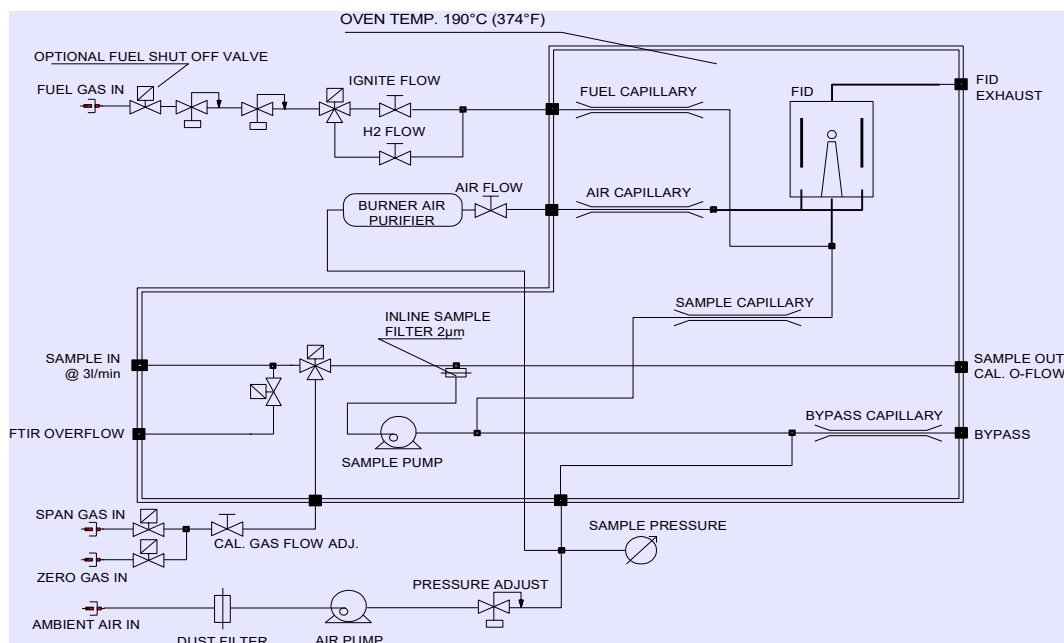 OVEN TEMP. 190°C (374°F)
OPTIONAL FUEL SHUT OFF VALVE
FUEL GAS IN
IGNITE FLOW
H2 FLOW
FUEL CAPILLARY
FID
FID
EXHAUST
AIR FLOW
BURNER AIR
PURIFIER
AIR CAPILLARY
SAMPLE CAPILLARY
INLINE SAMPLE
FILTER 2µm
SAMPLE IN
@ 3l/min
SAMPLE OUT
CAL. O-FLOW
FTIR OVERFLOW
SAMPLE PUMP
BYPASS CAPILLARY
BYPASS
SPAN GAS IN
CAL. GAS FLOW ADJ.
SAMPLE PRESSURE
ZERO GAS IN
PRESSURE ADJUST
AMBIENT AIR IN
DUST FILTER
AIR PUMP